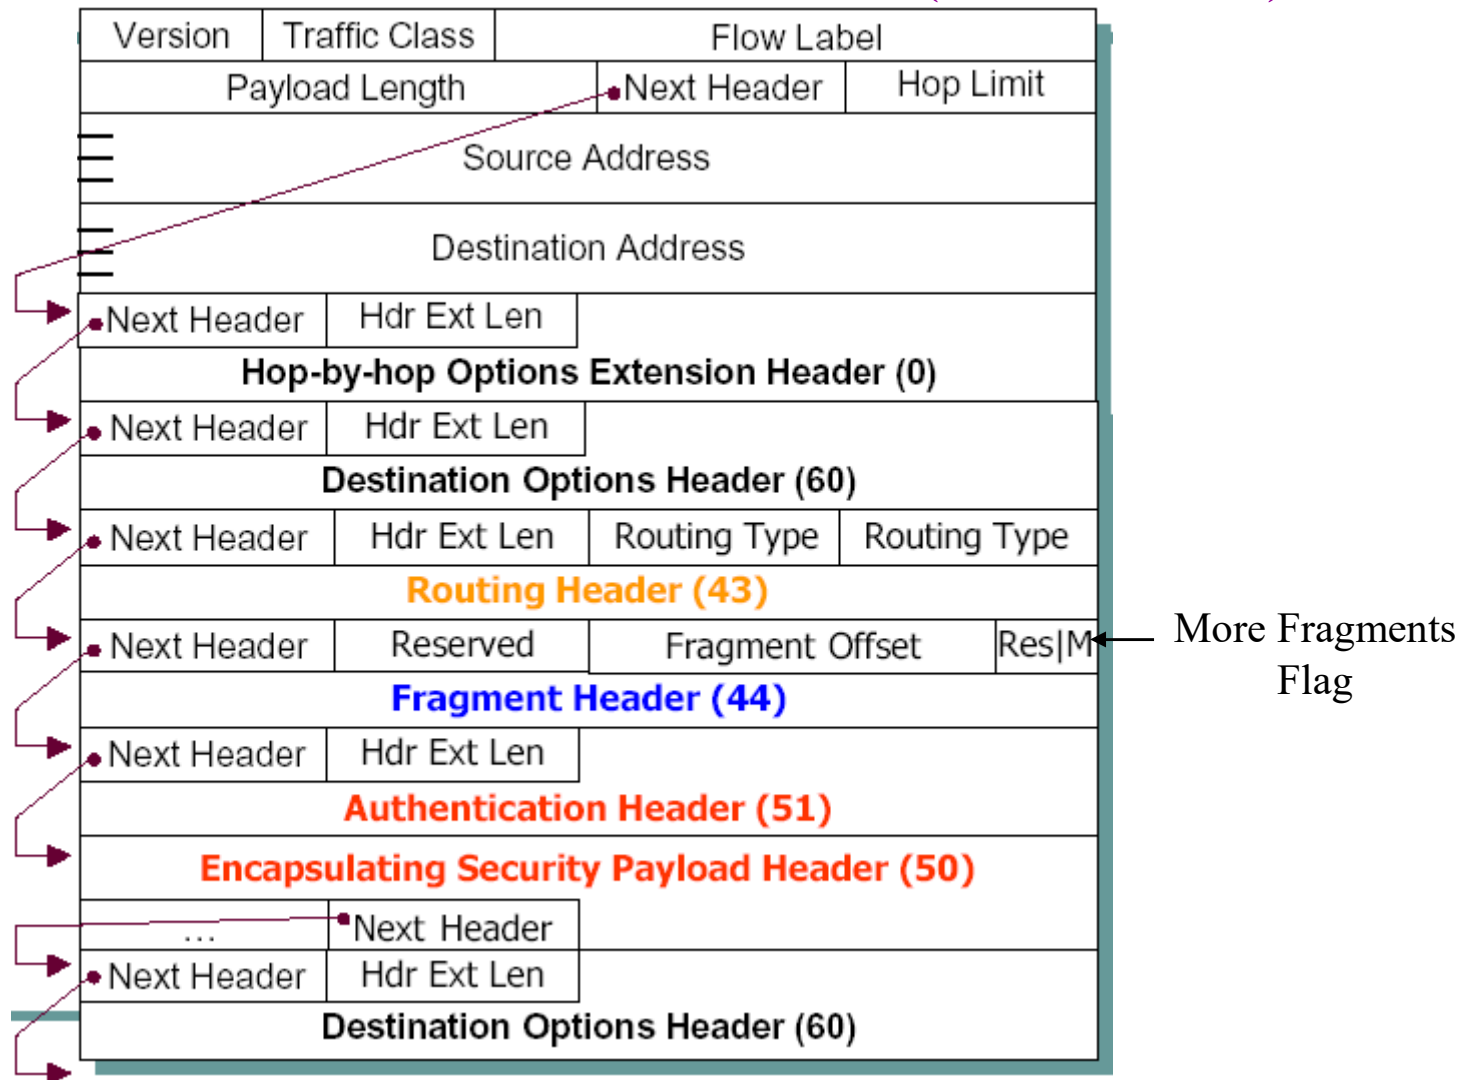 Version Traffic Class Flow Label
Payload Length Next Header Hop Limit
Source Address
Destination Address
Next Header Hdr Ext Len
Hop-by-hop Options Extension Header (0)
Next Header Hdr Ext Len
Destination Options Header (60)
Next Header Hdr Ext Len Routing Type Routing Type
Routing Header (43)
Next Header Reserved Fragment Offset Res|M
More Fragments
Flag
Fragment Header (44)
Next Header Hdr Ext Len
Authentication Header (51)
Encapsulating Security Payload Header (50)
... Next Header
Next Header Hdr Ext Len
Destination Options Header (60)